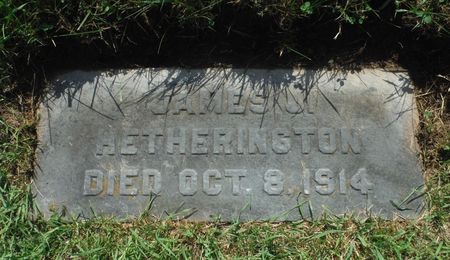 JAMES J.
HETHERINGTON
DIED OCT. 8, 1914